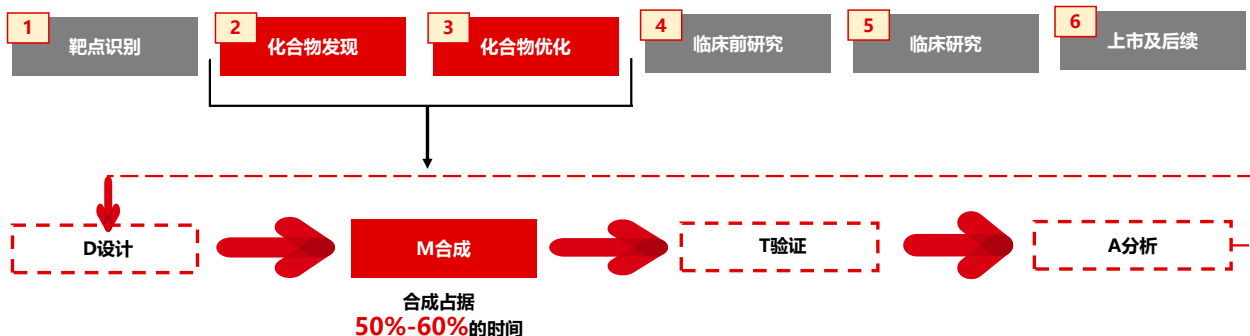 1
靶点识别
2
化合物发现
3
化合物优化
4
临床前研究
5
临床研究
6
上市及后续
D设计
M合成
T验证
A分析
合成占据
50%-60%的时间